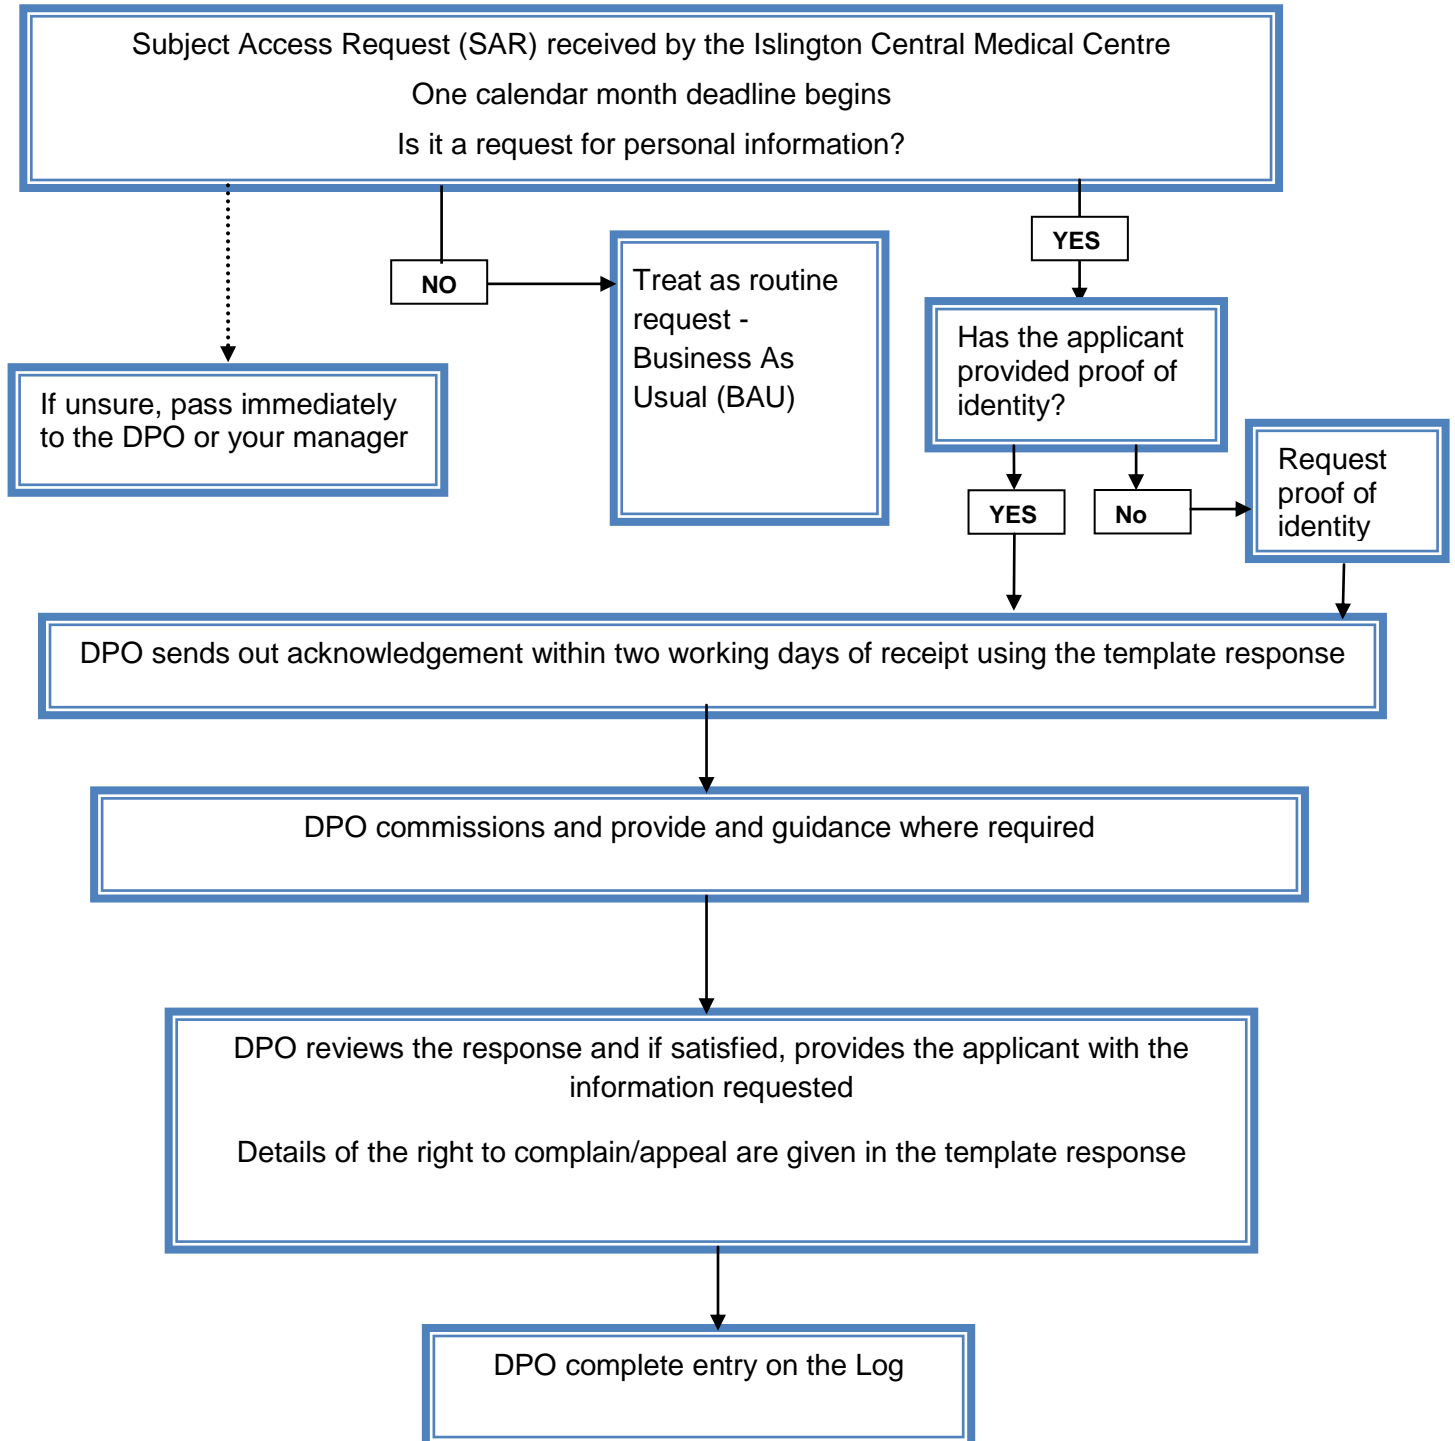 Subject Access Request (SAR) received by the Islington Central Medical Centre
One calendar month deadline begins
Is it a request for personal information?
YES
NO
Treat as routine
request -
Business As
Usual (BAU)
Has the applicant
provided proof of
identity?
If unsure, pass immediately
to the DPO or your manager
Request
proof of
identity
YES
No
DPO sends out acknowledgement within two working days of receipt using the template response
DPO commissions and provide and guidance where required
DPO reviews the response and if satisfied, provides the applicant with the
information requested
Details of the right to complain/appeal are given in the template response
DPO complete entry on the Log